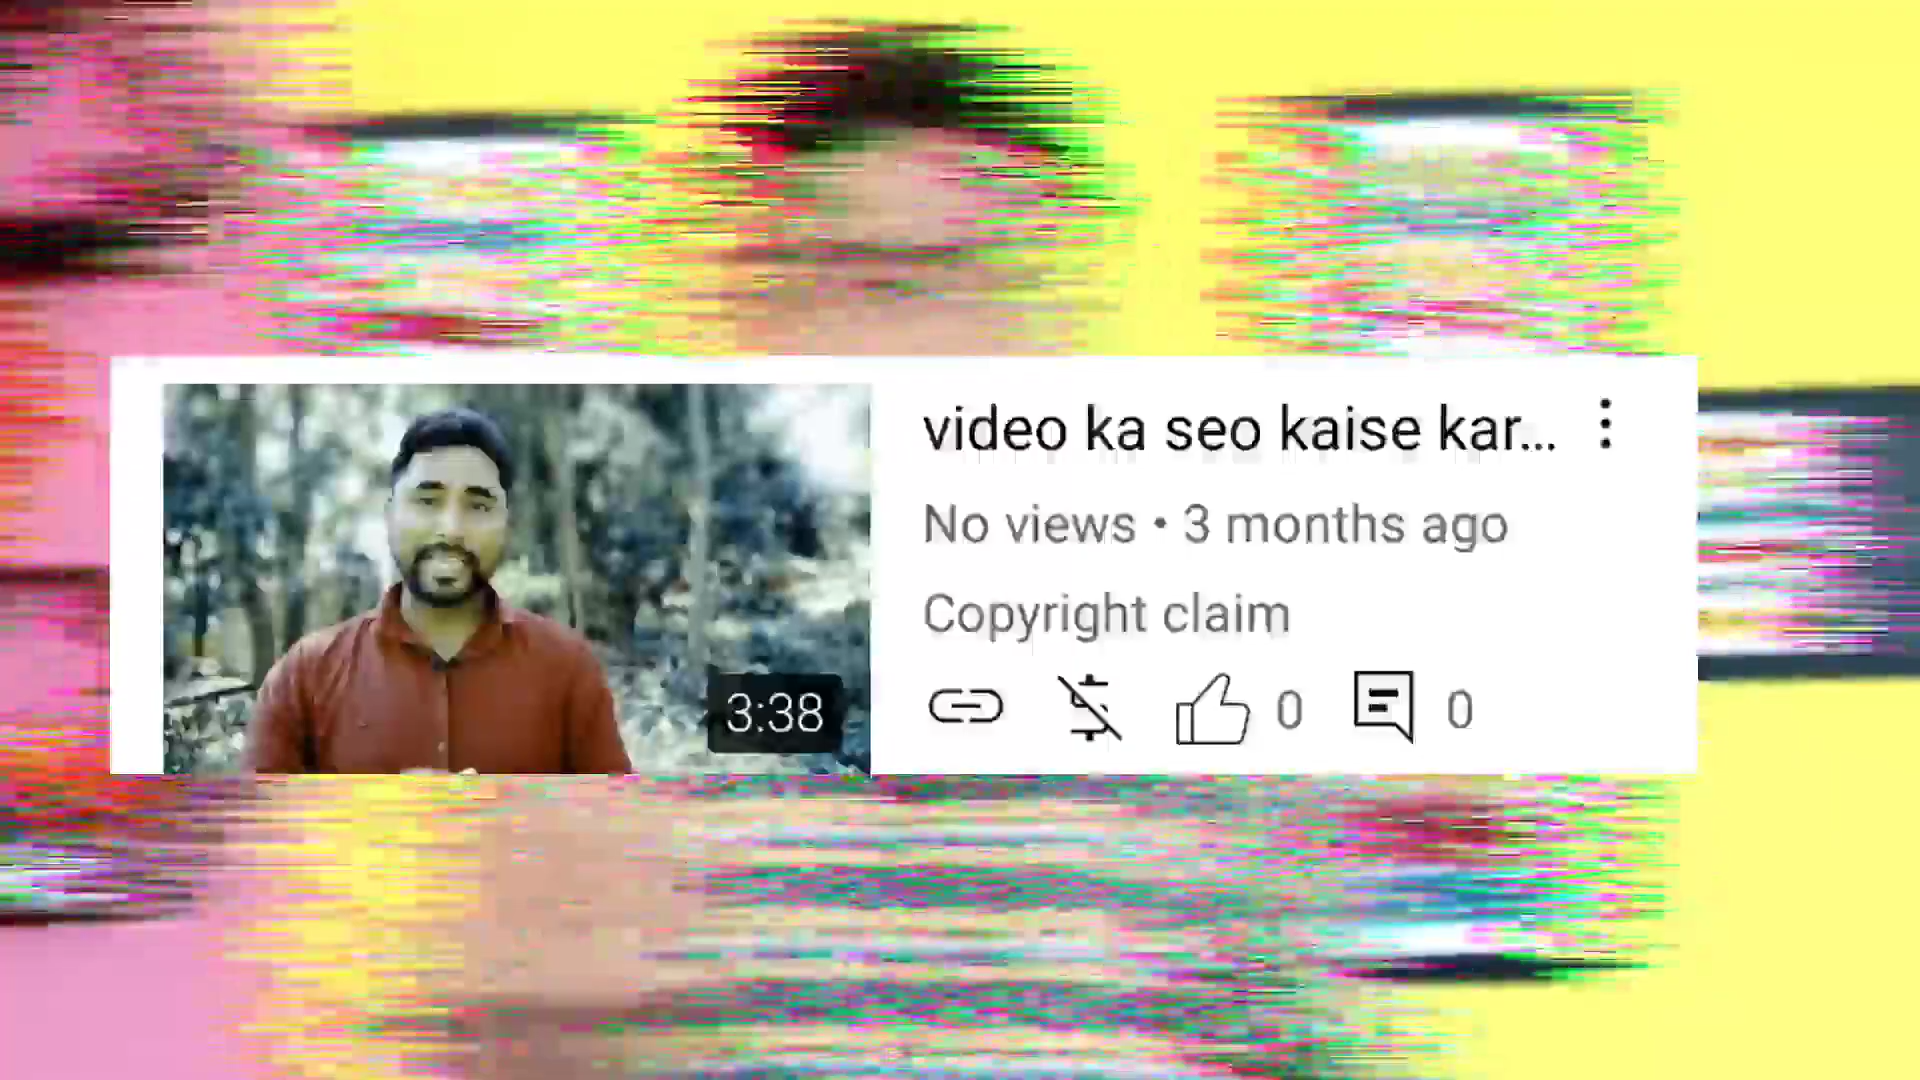 video ka seo kaise kar...
No views • 3 months ago
Copyright claim
3:38
0 0